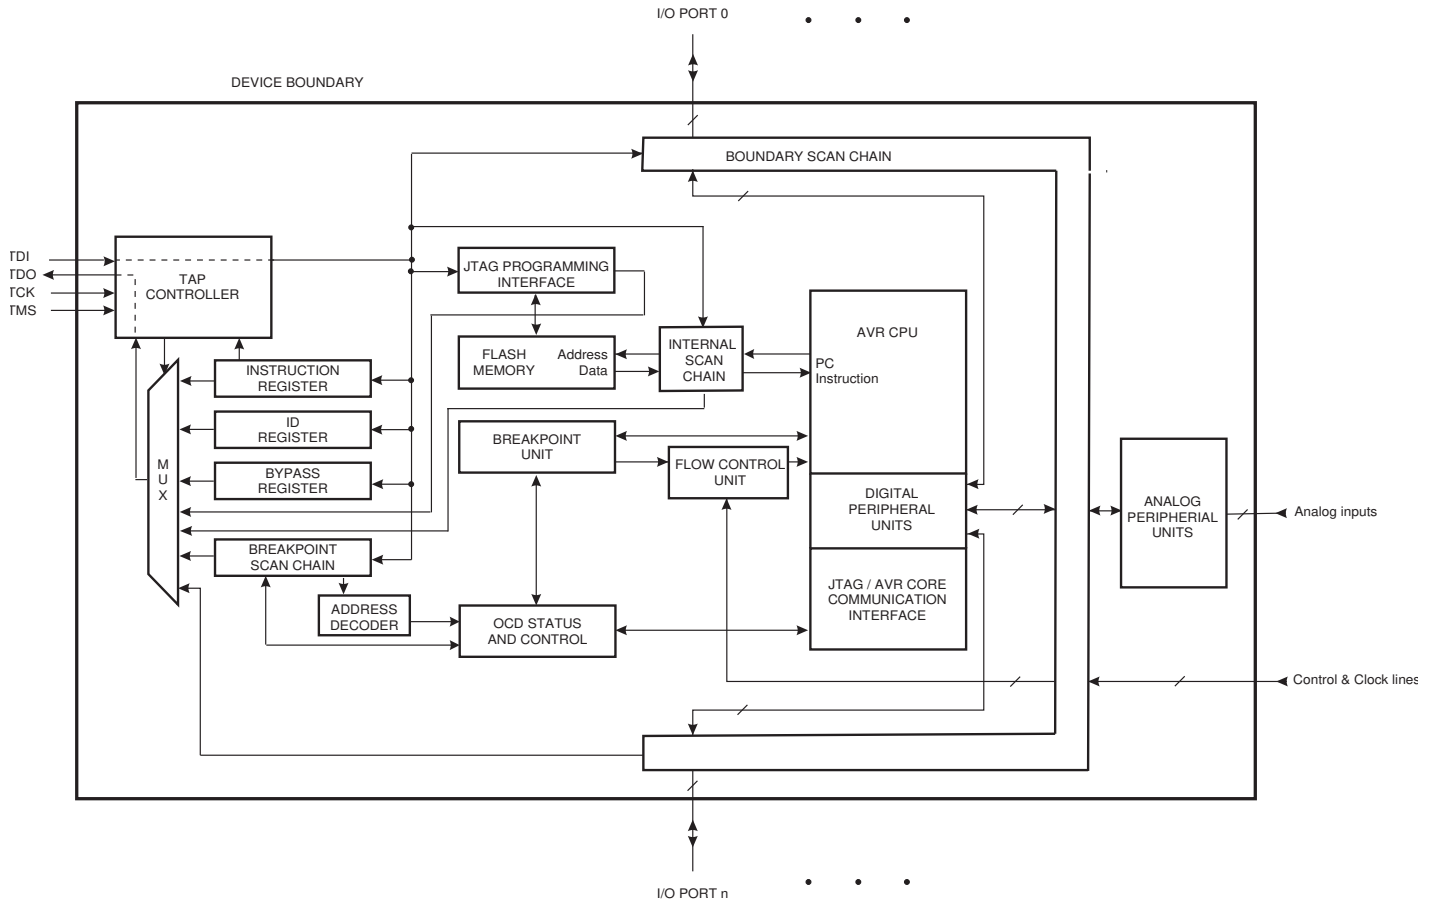 I/O PORT 0
DEVICE BOUNDARY
BOUNDARY SCAN CHAIN
TDI
TDO
TCK
TMS
TAP
CONTROLLER
JTAG PROGRAMMING
INTERFACE
AVR CPU
FLASH
MEMORY
Address
Data
INTERNAL
SCAN
CHAIN
PC
Instruction
INSTRUCTION
REGISTER
ID
REGISTER
BREAKPOINT
UNIT
FLOW CONTROL
UNIT
M
U
X
BYPASS
REGISTER
DIGITAL
PERIPHERAL
UNITS
ANALOG
PERIPHERIAL
UNITS
Analog inputs
BREAKPOINT
SCAN CHAIN
JTAG / AVR CORE
COMMUNICATION
INTERFACE
ADDRESS
DECODER
OCD STATUS
AND CONTROL
Control & Clock lines
I/O PORT n